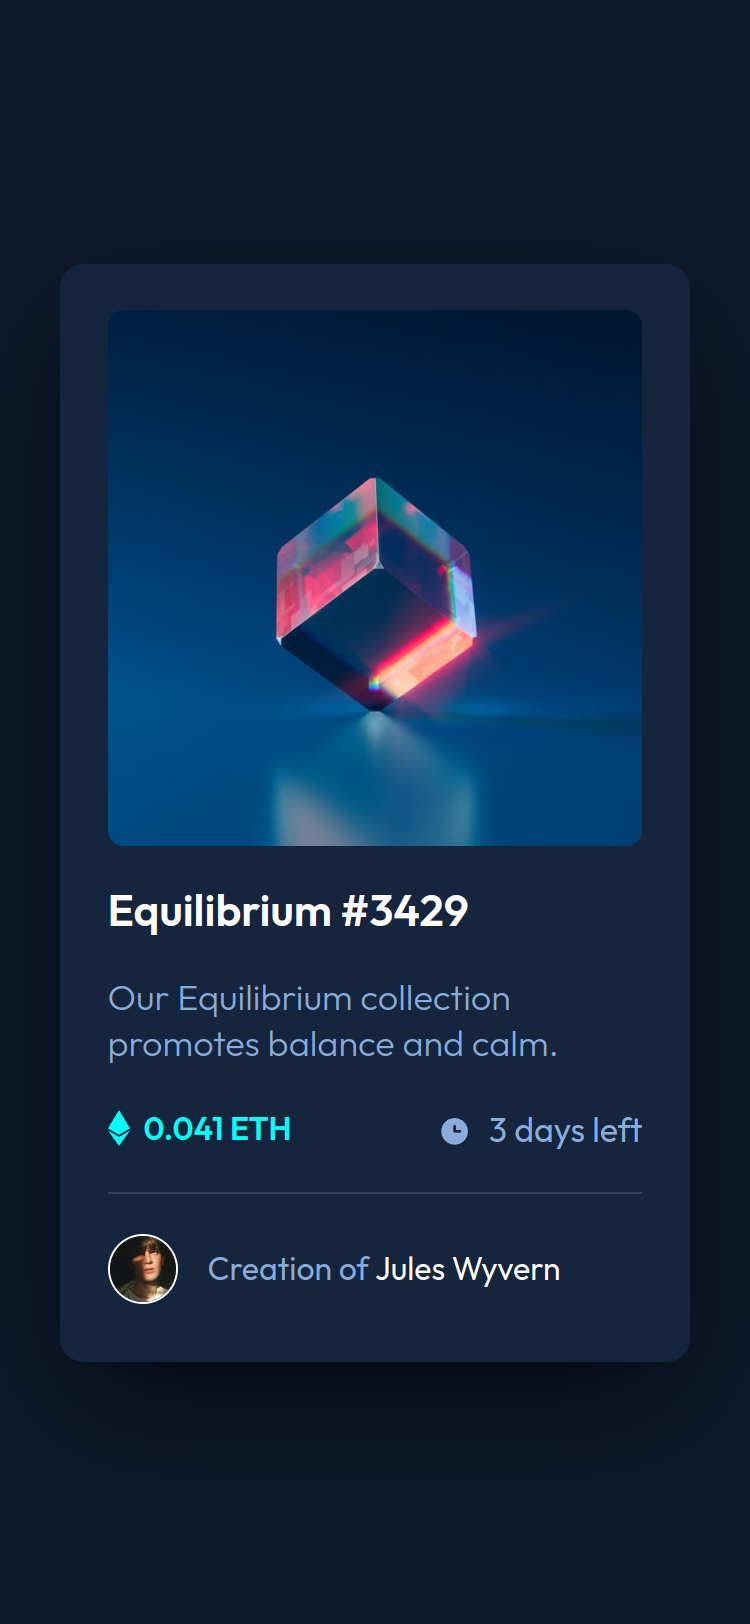 Equilibrium #3429
Our Equilibrium collection
promotes balance and calm.
0.041 ETH
3 days left
Creation of Jules Wyvern